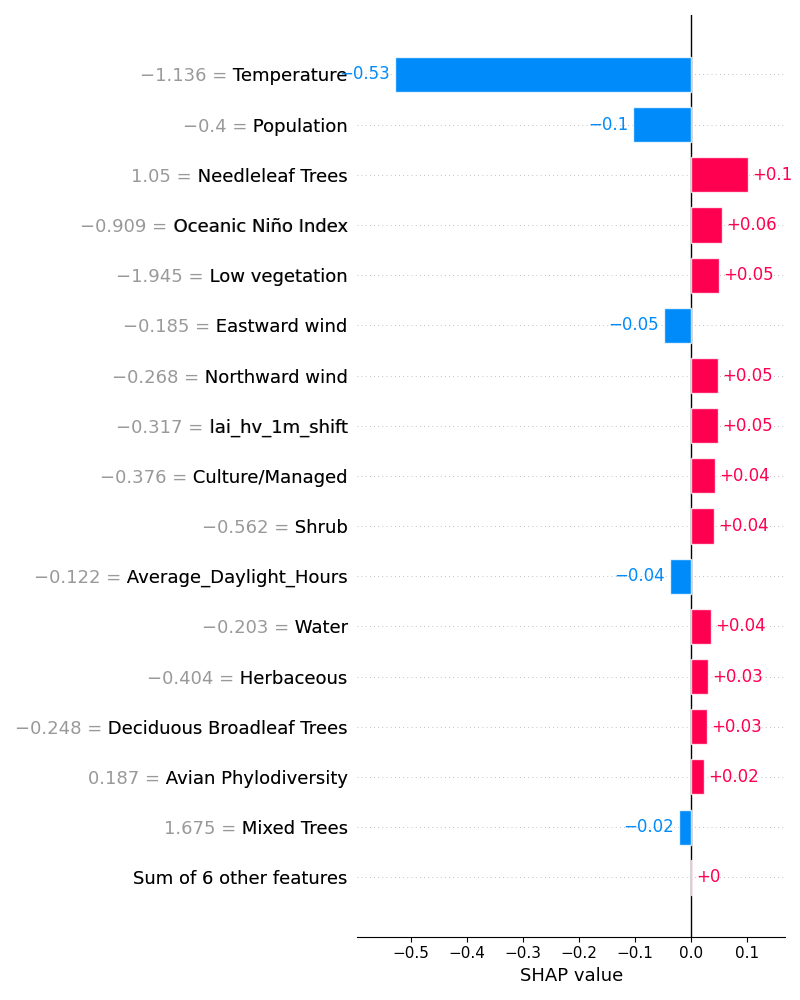 −1.136 = Temperature −0.53
−0.4 = Population −0.1
1.05 = Needleleaf Trees +0.1
−0.909 = Oceanic Niño Index +0.06
−1.945 = Low vegetation +0.05
−0.185 = Eastward wind −0.05
−0.268 = Northward wind +0.05
−0.317 = lai_hv_1m_shift +0.05
−0.376 = Culture/Managed +0.04
−0.562 = Shrub +0.04
−0.122 = Average_Daylight_Hours −0.04
−0.203 = Water +0.04
−0.404 = Herbaceous +0.03
−0.248 = Deciduous Broadleaf Trees +0.03
0.187 = Avian Phylodiversity +0.02
1.675 = Mixed Trees −0.02
Sum of 6 other features +0
−0.5 −0.4 −0.3 −0.2 −0.1 0.0 0.1
SHAP value